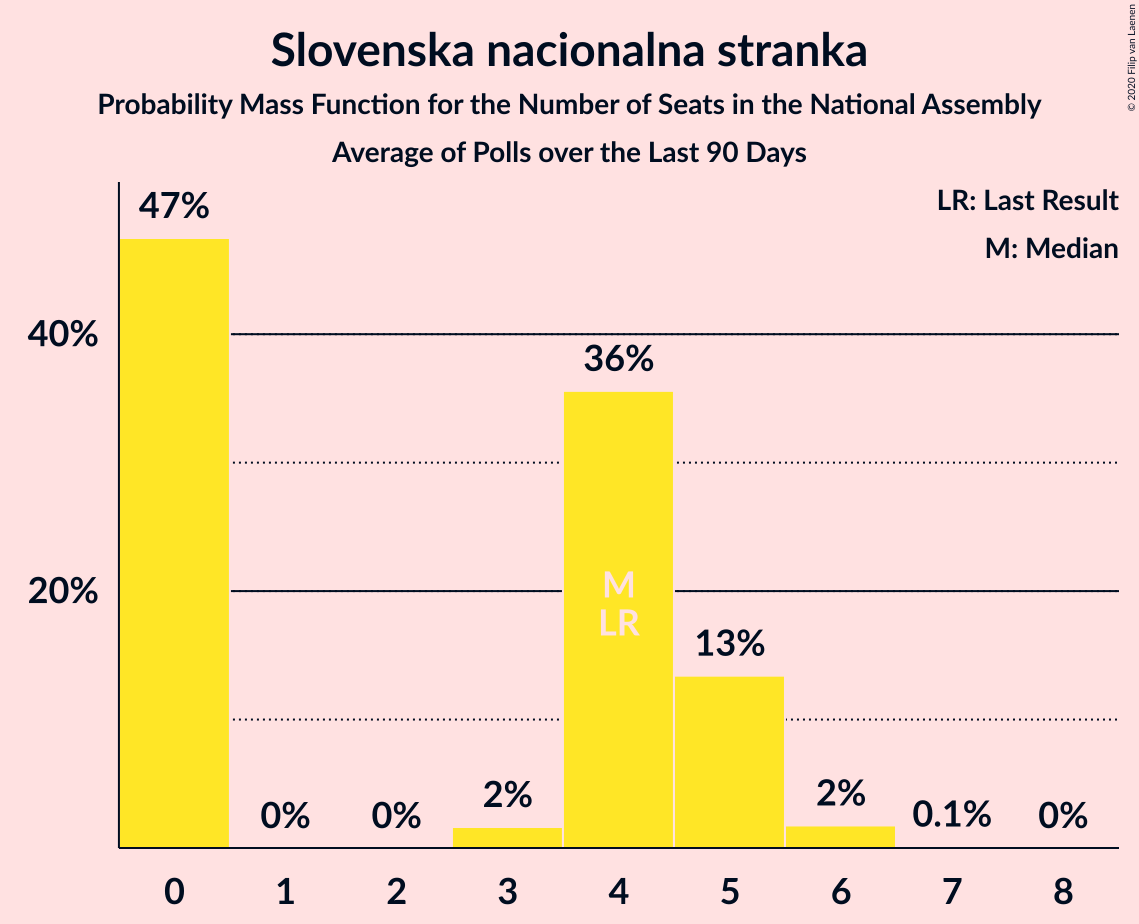 Slovenska nacionalna stranka
Probability Mass Function for the Number of Seats in the National Assembly
Average of Polls over the Last 90 Days
© 2020 Filip van Laenen
LR: Last Result
M: Median
47%
40%
36%
20%
M
LR
13%
0%
0%
2%
2%
0.1%
0%
0
1
2
3
4
5
6
7
8